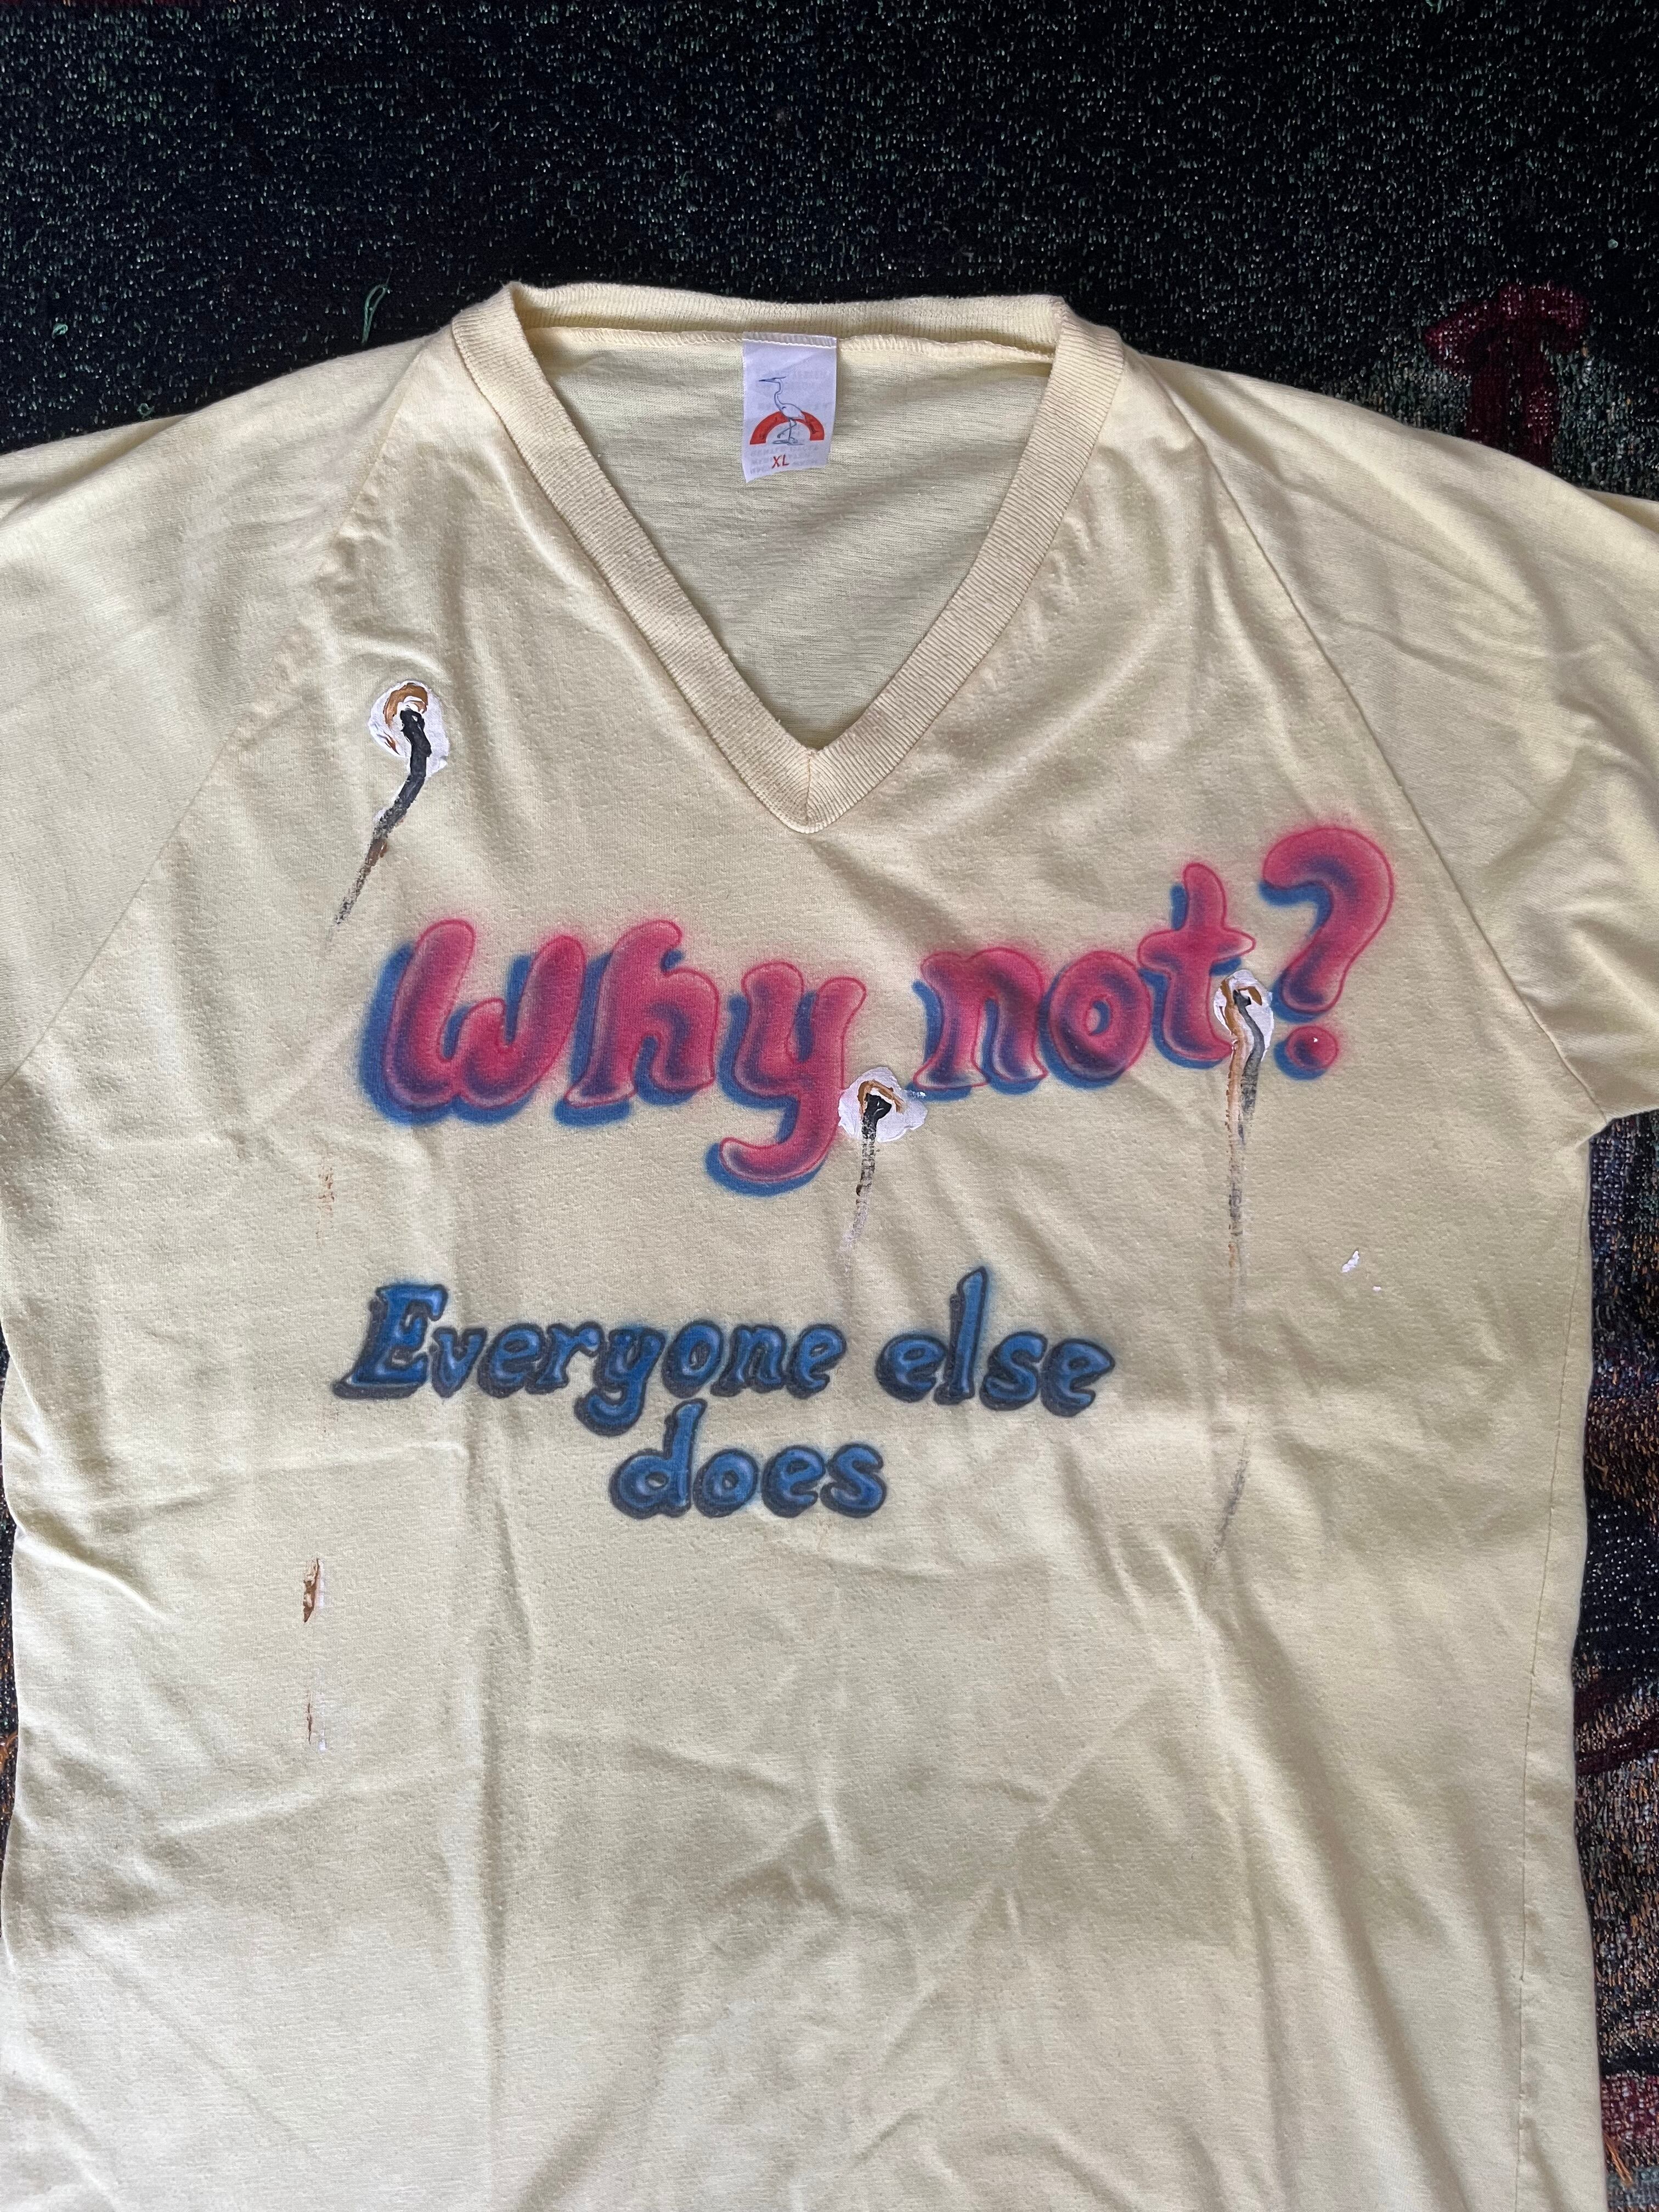 XL
Why not?
Everyone else
does